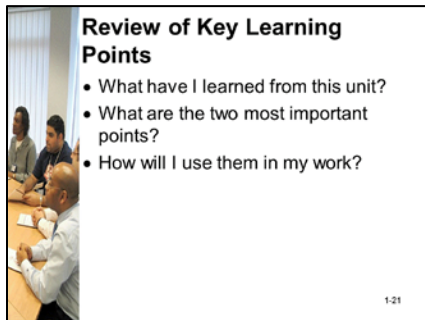 Review of Key Learning
Points
• What have I learned from this unit?
• What are the two most important
points?
• How will I use them in my work?
1-21